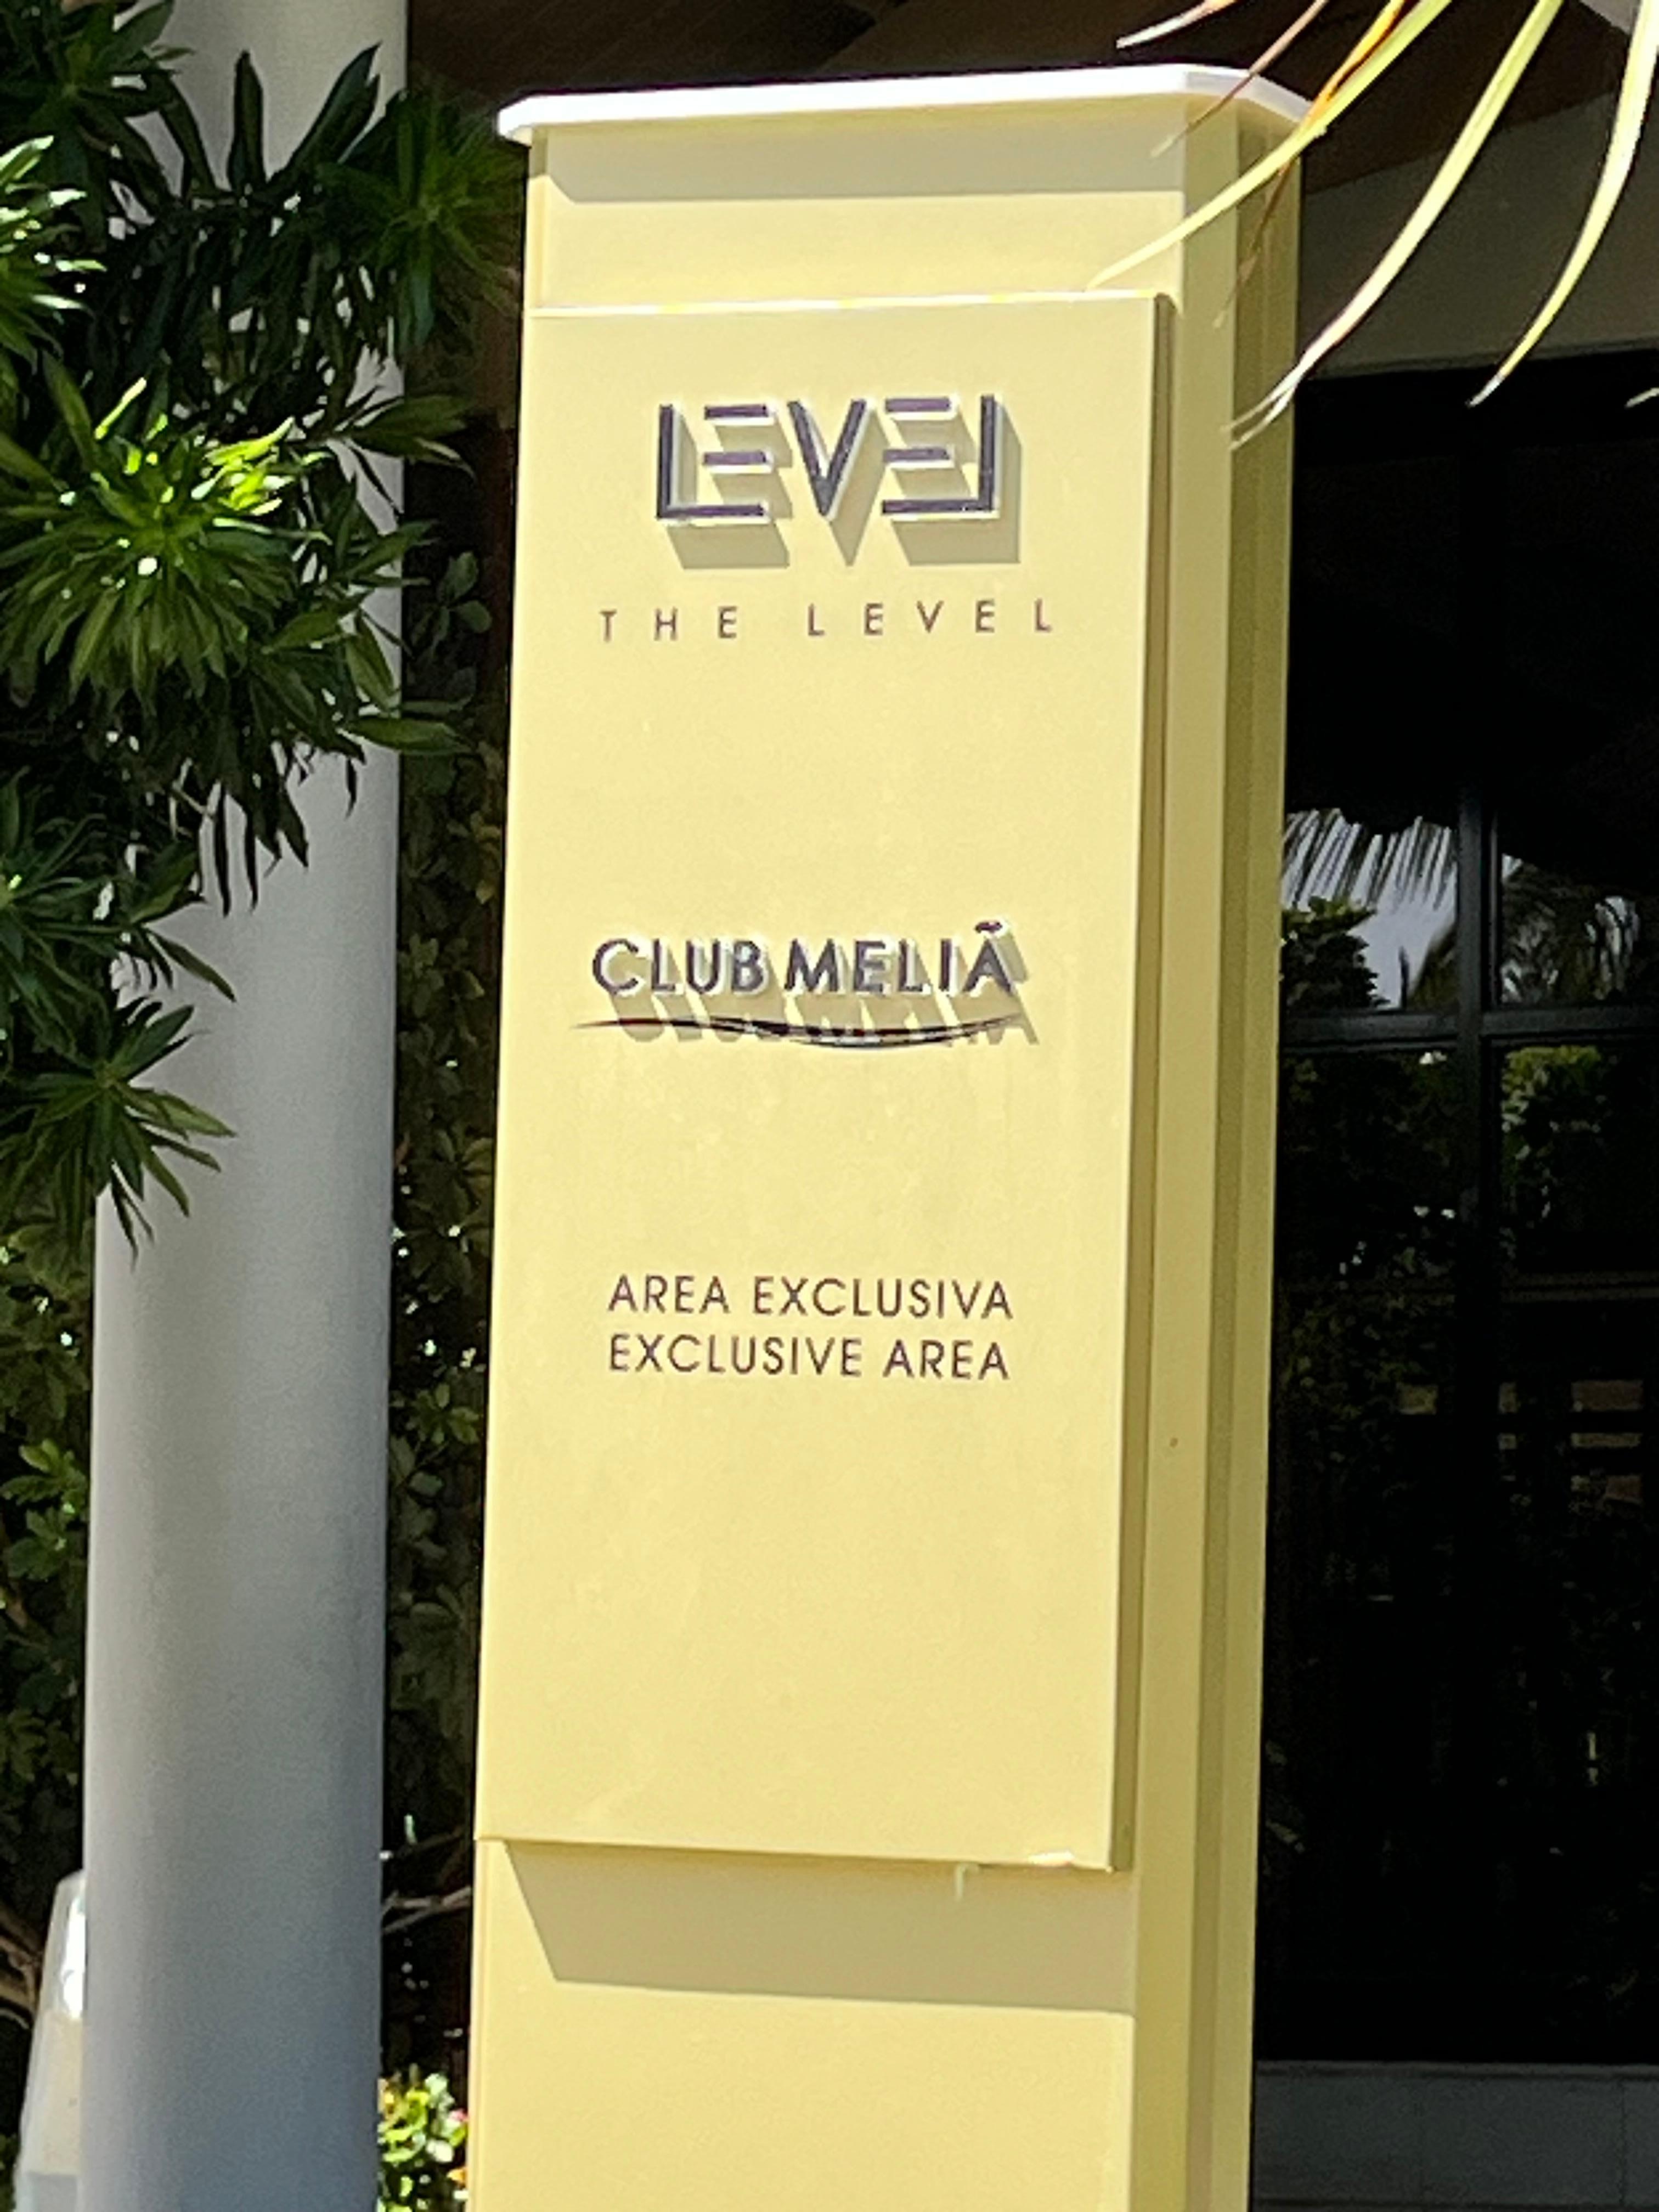 LEVEL
THE LEVEL
CLUB MELIÃ
AREA EXCLUSIVA
EXCLUSIVE AREA